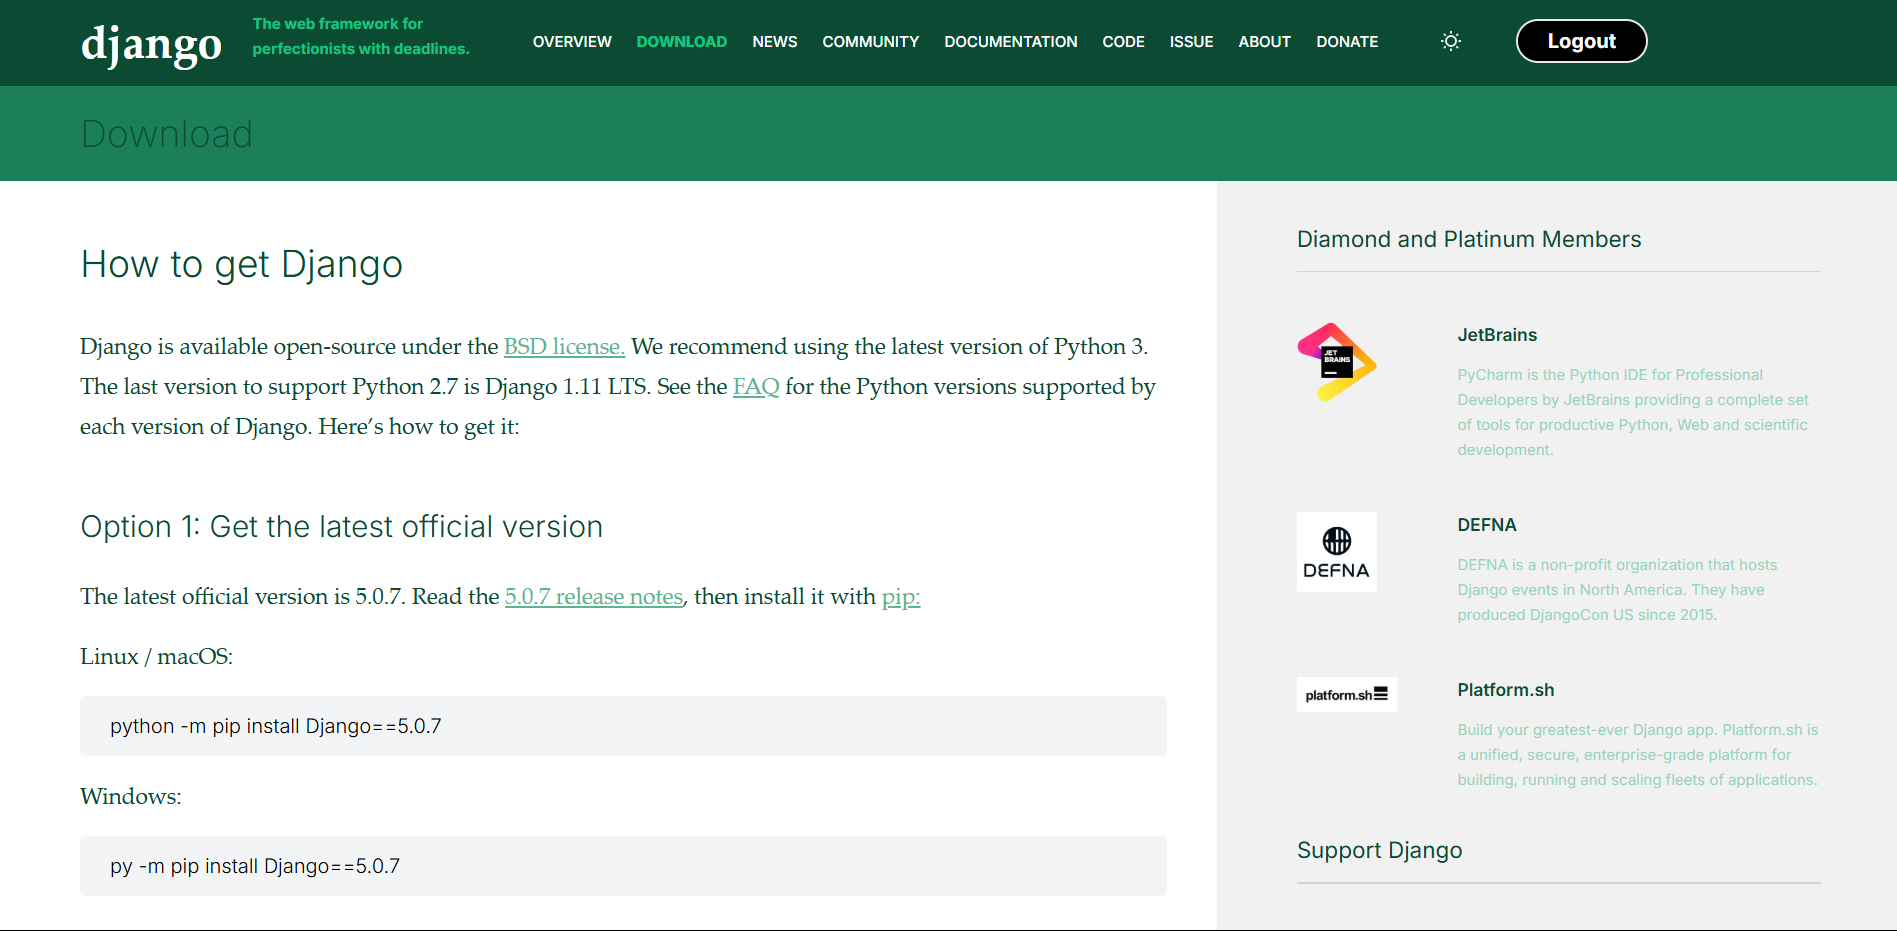 django
The web framework for
perfectionists with deadlines.
OVERVIEW DOWNLOAD NEWS COMMUNITY DOCUMENTATION CODE ISSUE ABOUT DONATE
Logout
Download
How to get Django
Django is available open-source under the BSD license. We recommend using the latest version of Python 3.
The last version to support Python 2.7 is Django 1.11 LTS. See the FAQ for the Python versions supported by
each version of Django. Here’s how to get it:
Option 1: Get the latest official version
The latest official version is 5.0.7. Read the 5.0.7 release notes, then install it with pip:
Linux / macOS:
python -m pip install Django==5.0.7
Windows:
py -m pip install Django==5.0.7
Diamond and Platinum Members
JET
BRAINS
JetBrains
PyCharm is the Python IDE for Professional
Developers by JetBrains providing a complete set
of tools for productive Python, Web and scientific
development.
DEFNA
DEFNA
DEFNA is a non-profit organization that hosts
Django events in North America. They have
produced DjangoCon US since 2015.
platform.sh
Platform.sh
Build your greatest-ever Django app. Platform.sh is
a unified, secure, enterprise-grade platform for
building, running and scaling fleets of applications.
Support Django